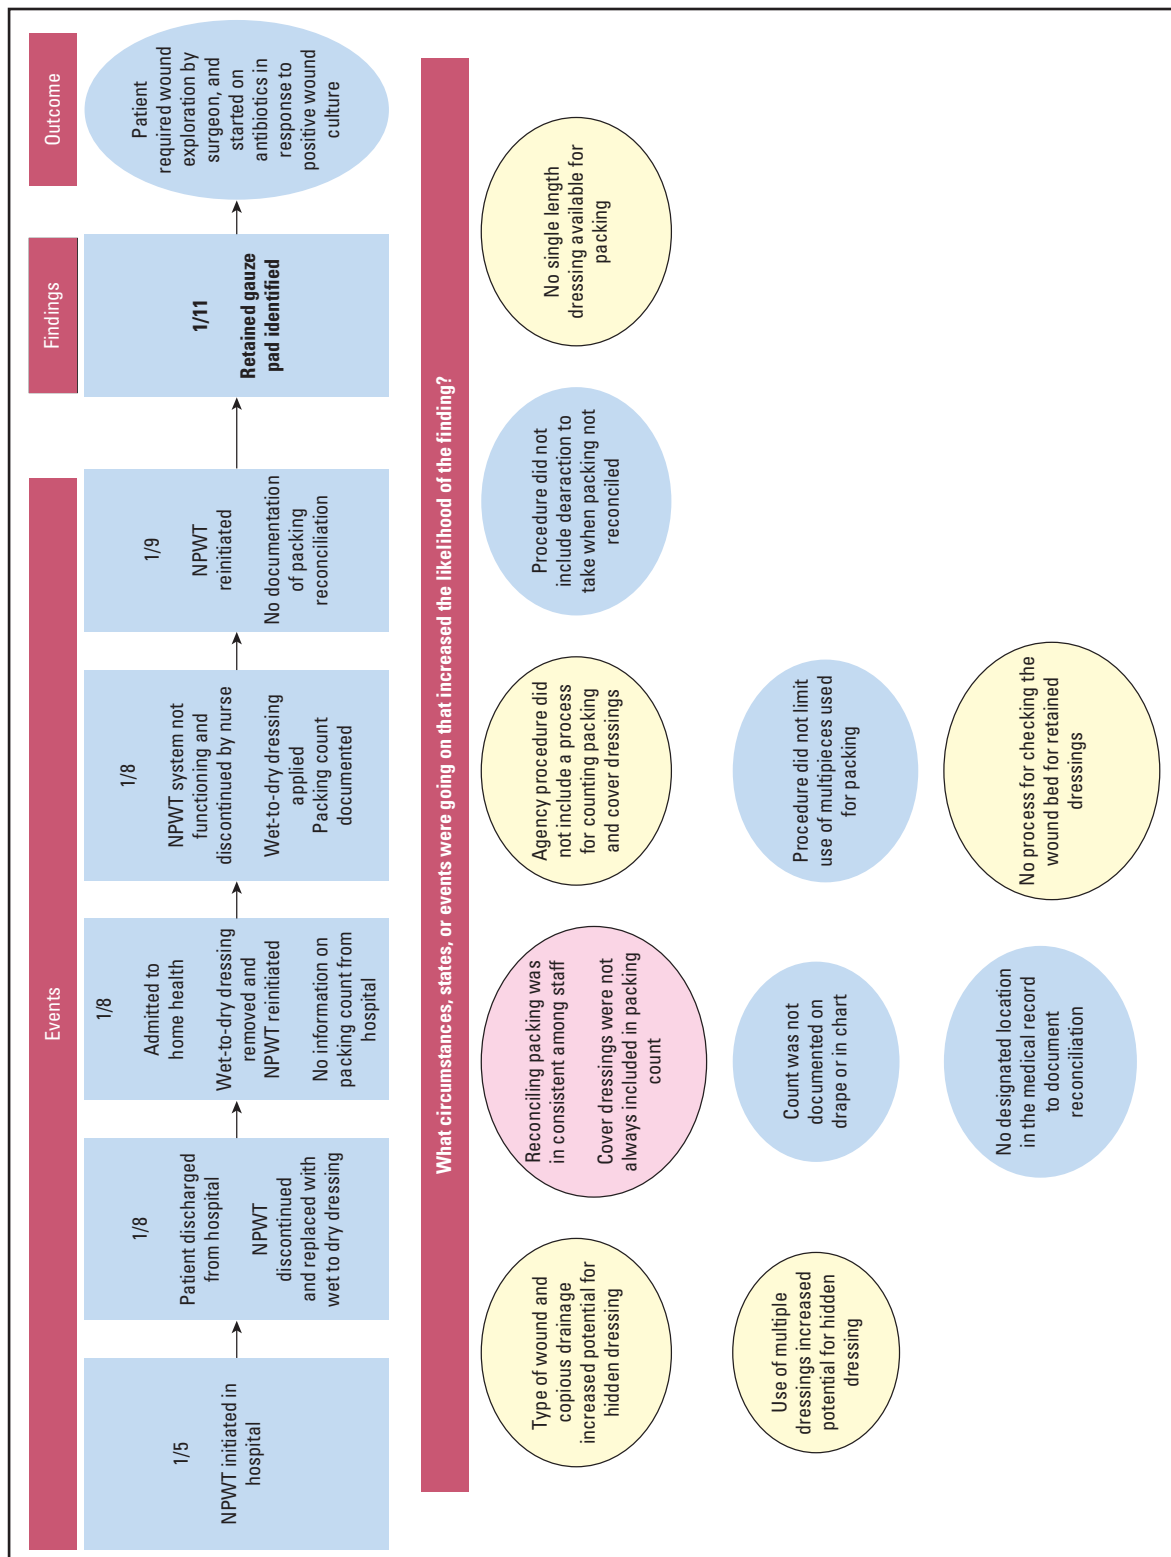 Events
Findings
Outcome
1/5
NPWT initiated in
hospital
1/8
Patient discharged
from hospital
NPWT
discontinued
and replaced with
wet to dry dressing
1/8
Admitted to
home health
Wet-to-dry dressing
removed and
NPWT reinitiated
No information on
packing count from
hospital
1/8
NPWT system not
functioning and
discontinued by nurse
Wet-to-dry dressing
applied
Packing count
documented
1/9
NPWT
reinitiated
No documentation
of packing
reconciliation
1/11
Retained gauze
pad identified
Patient
required wound
exploration by
surgeon, and
started on
antibiotics in
response to
positive wound
culture
What circumstances, states, or events were going on that increased the likelihood of the finding?
Type of wound and
copious drainage
increased potential for
hidden dressing
Reconciling packing was
in consistent among staff
Cover dressings were not
always included in packing
count
Agency procedure did
not include a process
for counting packing
and cover dressings
Procedure did not
include dearaction to
take when packing not
reconciled
No single length
dressing available for
packing
Use of multiple
dressings increased
potential for hidden
dressing
Count was not
documented on
drape or in chart
Procedure did not limit
use of multipieces used
for packing
No designated location
in the medical record
to document
reconciliation
No process for checking the
wound bed for retained
dressings